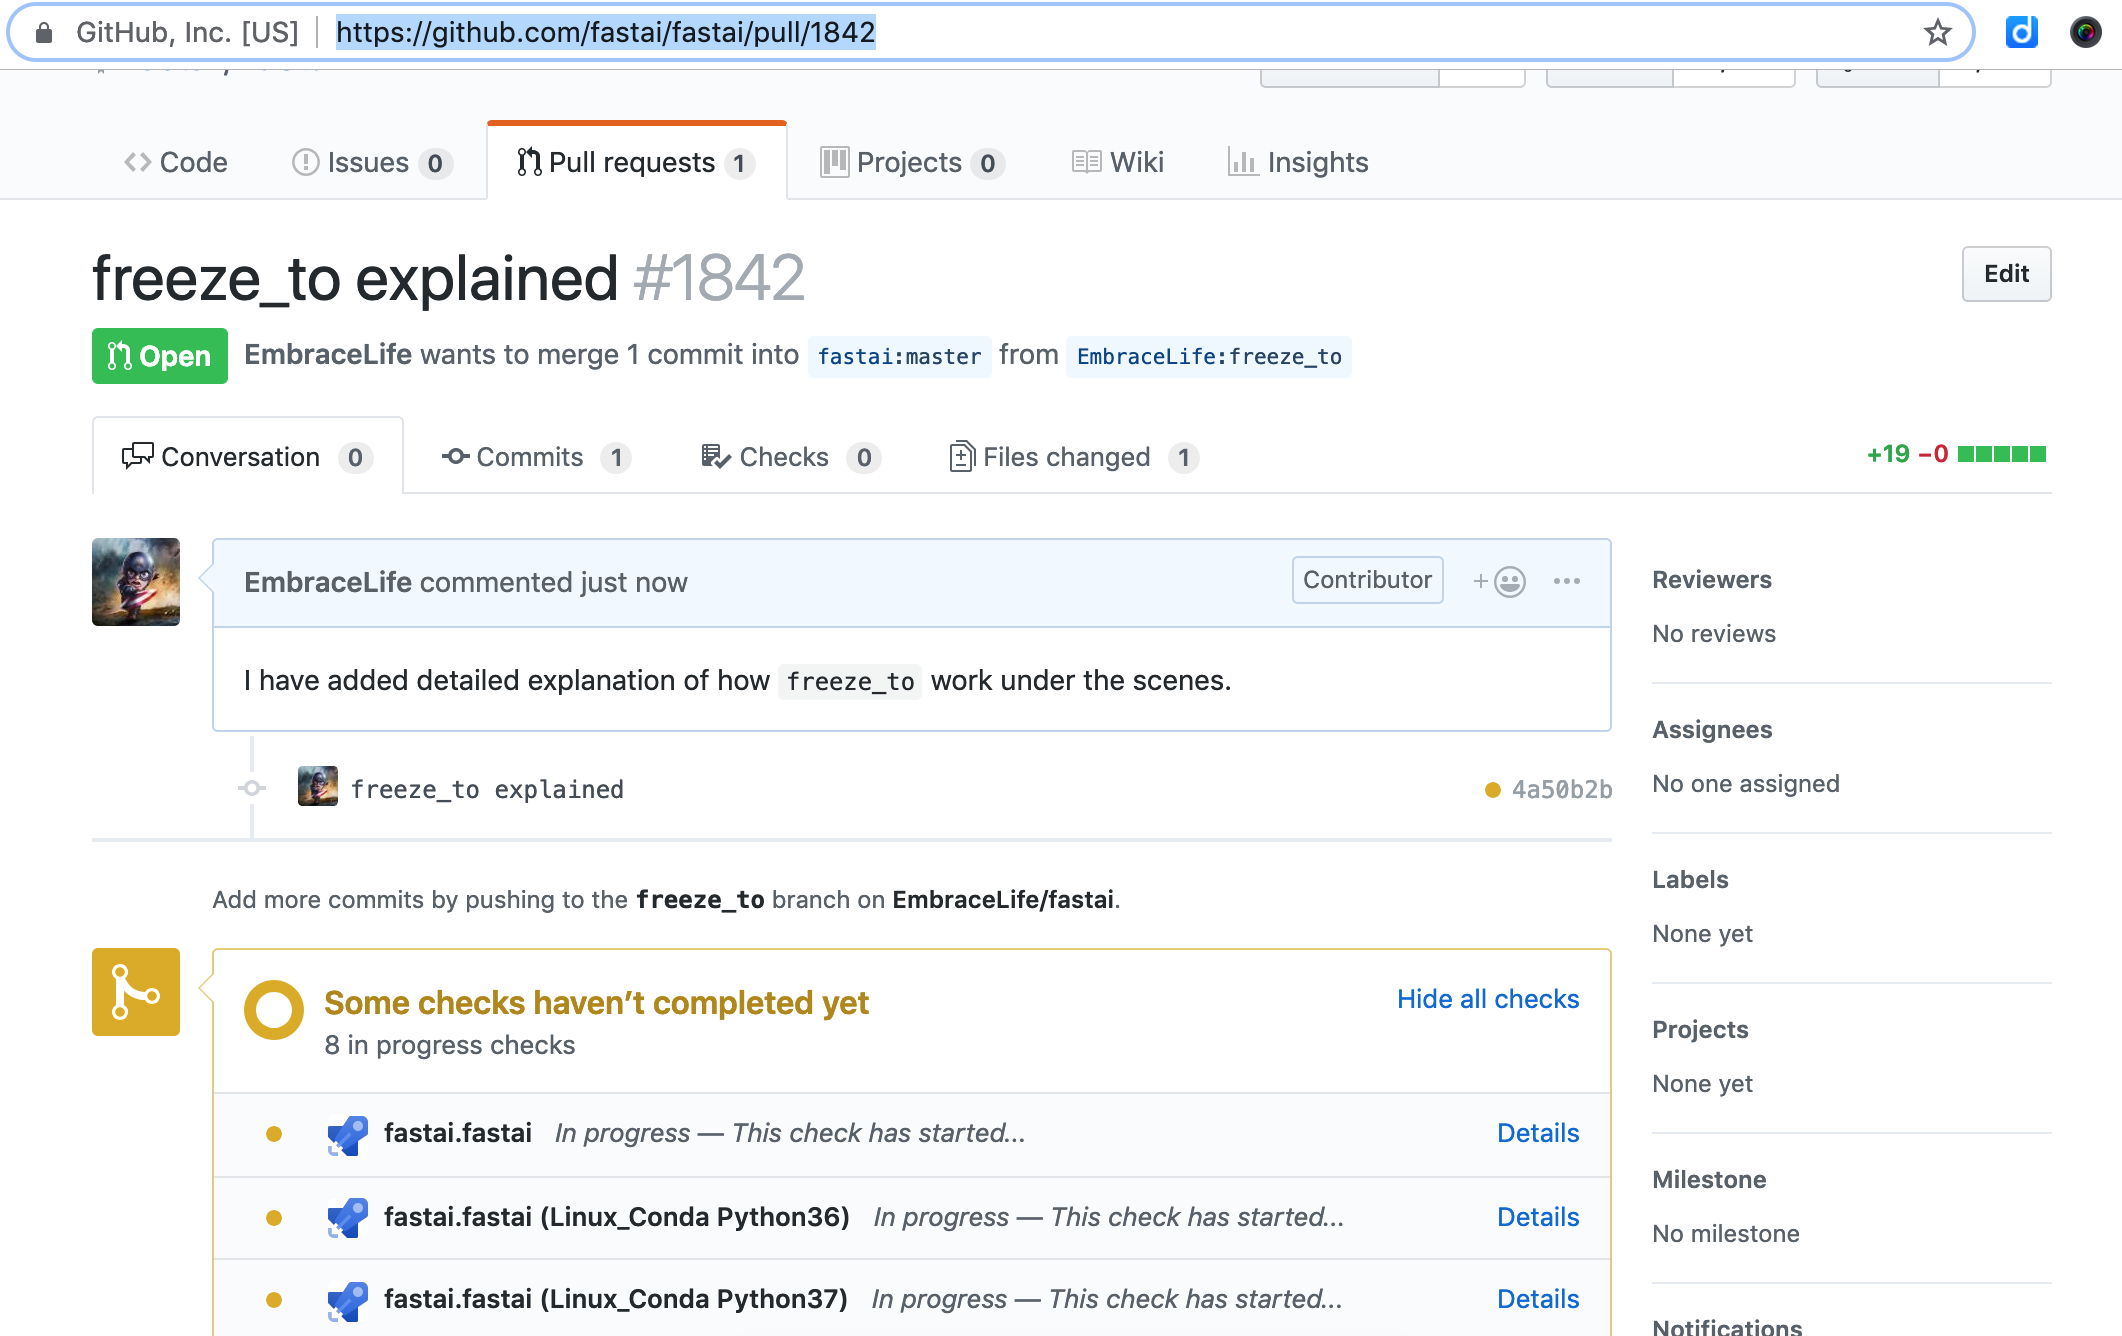 GitHub, Inc. [US] https://github.com/fastai/fastai/pull/1842
Code Issues 0 Pull requests 1 Projects 0 Wiki Insights
freeze_to explained #1842
Edit
Open EmbraceLife wants to merge 1 commit into fastai:master from EmbraceLife:freeze_to
Conversation 0 Commits 1 Checks 0 Files changed 1 +19 −0
EmbraceLife commented just now Contributor
I have added detailed explanation of how freeze_to work under the scenes.
freeze_to explained 4a50b2b
Add more commits by pushing to the freeze_to branch on EmbraceLife/fastai.
Some checks haven’t completed yet Hide all checks
8 in progress checks
fastai.fastai In progress — This check has started... Details
fastai.fastai (Linux_Conda Python36) In progress — This check has started... Details
fastai.fastai (Linux_Conda Python37) In progress — This check has started... Details
Reviewers
No reviews
Assignees
No one assigned
Labels
None yet
Projects
None yet
Milestone
No milestone
Notifications